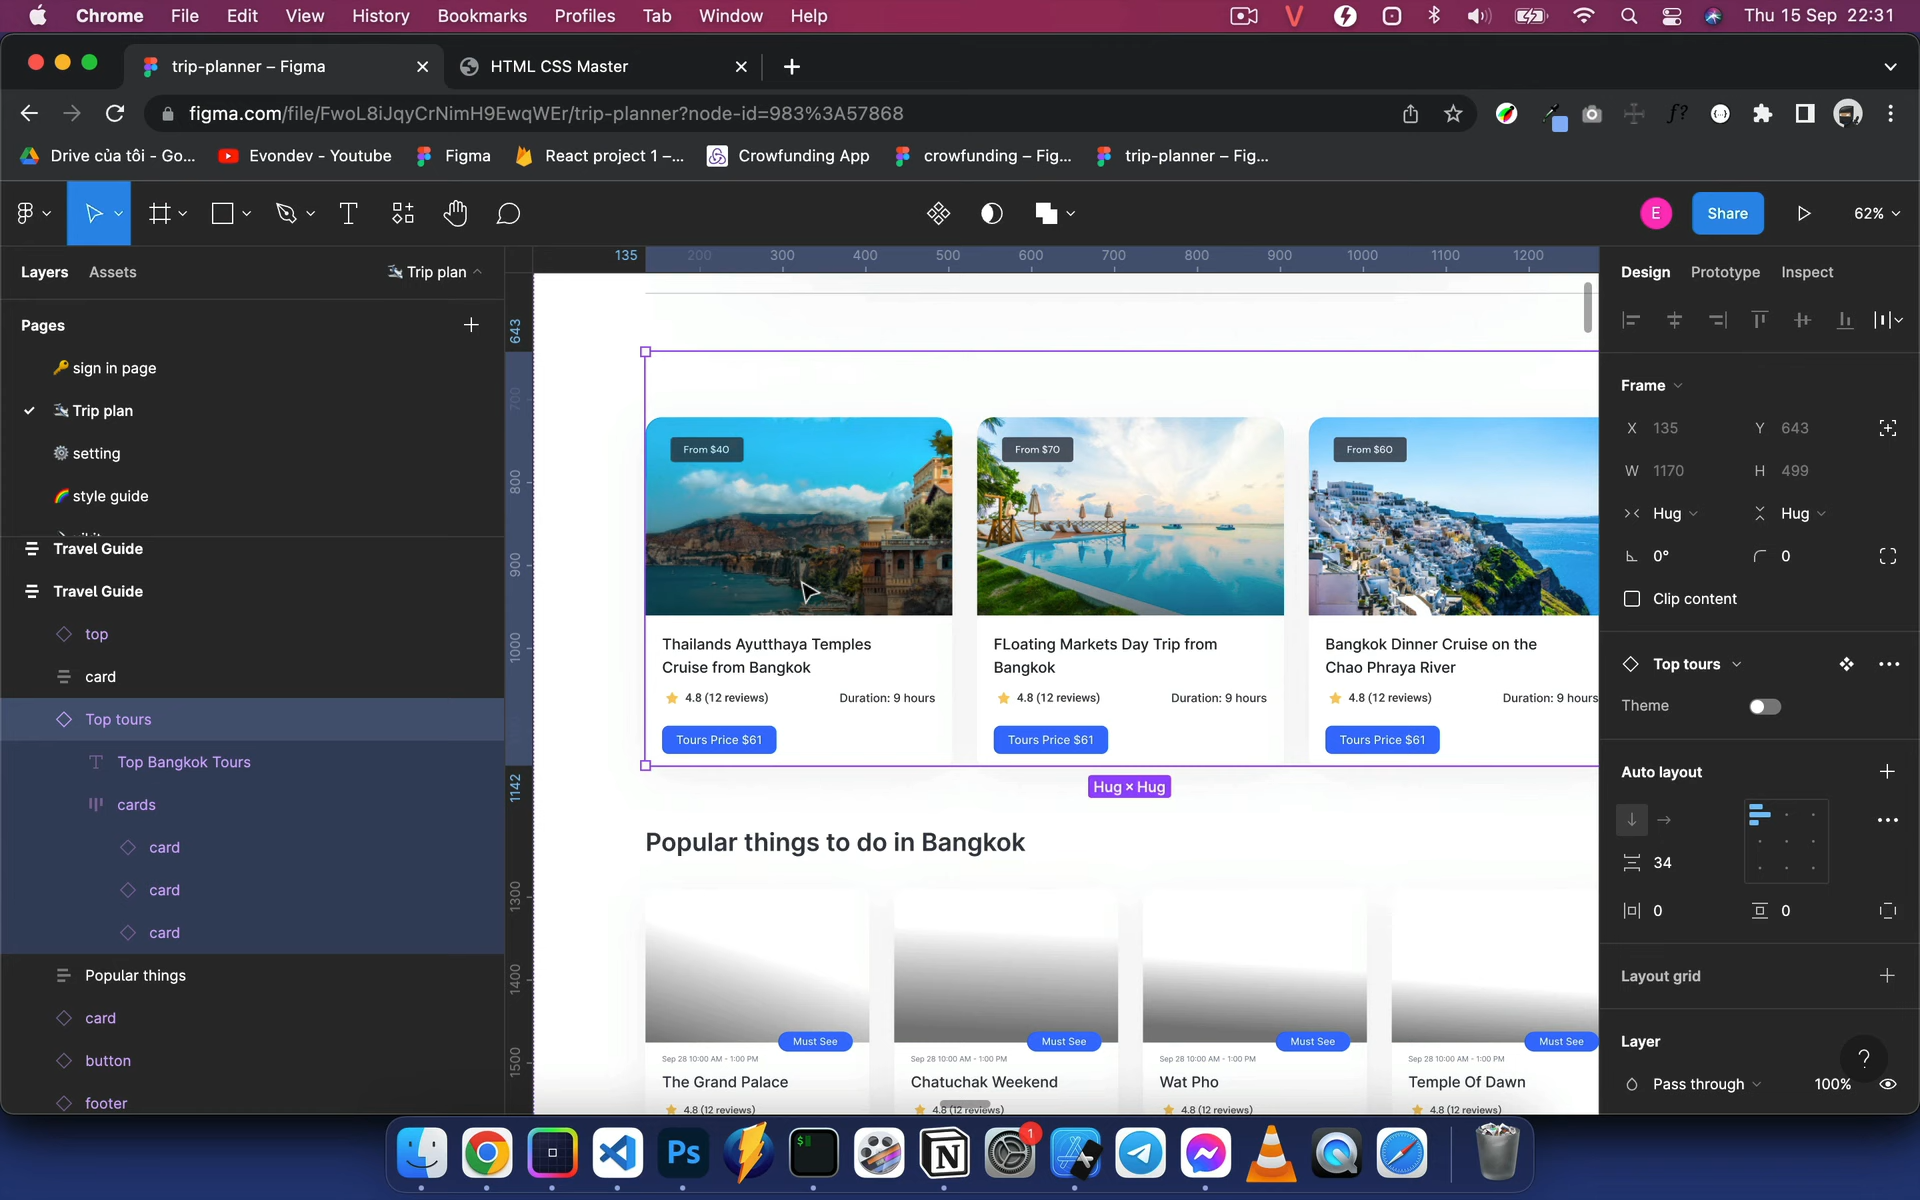 Chrome File Edit View History Bookmarks Profiles Tab Window Help Thu 15 Sep 22:31
trip-planner – Figma HTML CSS Master
figma.com/file/FwoL8iJqyCrNimH9EwqWEr/trip-planner?node-id=983%3A57868
Drive của tôi - Go... Evondev - Youtube Figma React project 1 –... Crowfunding App crowfunding – Fig... trip-planner – Fig...
E Share 62%
Layers Assets Trip plan
135 200 300 400 500 600 700 800 900 1000 1100 1200
Design Prototype Inspect
Pages
sign in page
Trip plan
setting
style guide
Travel Guide
Travel Guide
top
card
Top tours
Top Bangkok Tours
cards
card
card
card
Popular things
card
button
footer
643
700
800
900
1000
1142
1300
1400
1500
From $40 From $70 From $60
Thailands Ayutthaya Temples
Cruise from Bangkok
4.8 (12 reviews) Duration: 9 hours
Tours Price $61
FLoating Markets Day Trip from
Bangkok
4.8 (12 reviews) Duration: 9 hours
Tours Price $61
Bangkok Dinner Cruise on the
Chao Phraya River
4.8 (12 reviews) Duration: 9 hours
Tours Price $61
Hug × Hug
Popular things to do in Bangkok
Must See Must See Must See Must See
Sep 28 10:00 AM - 1:00 PM Sep 28 10:00 AM - 1:00 PM Sep 28 10:00 AM - 1:00 PM Sep 28 10:00 AM - 1:00 PM
The Grand Palace Chatuchak Weekend Wat Pho Temple Of Dawn
4.8 (12 reviews) 4.8 (12 reviews) 4.8 (12 reviews) 4.8 (12 reviews)
Frame
X 135 Y 643
W 1170 H 499
Hug Hug
0° 0
Clip content
Top tours
Theme
Auto layout
34
0 0
Layout grid
Layer
?
Pass through 100%
Ps $ N 1